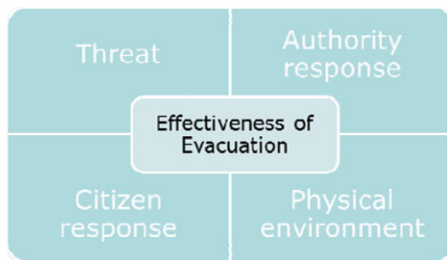 Threat
Authority
response
Effectiveness of
Evacuation
Citizen
response
Physical
environment